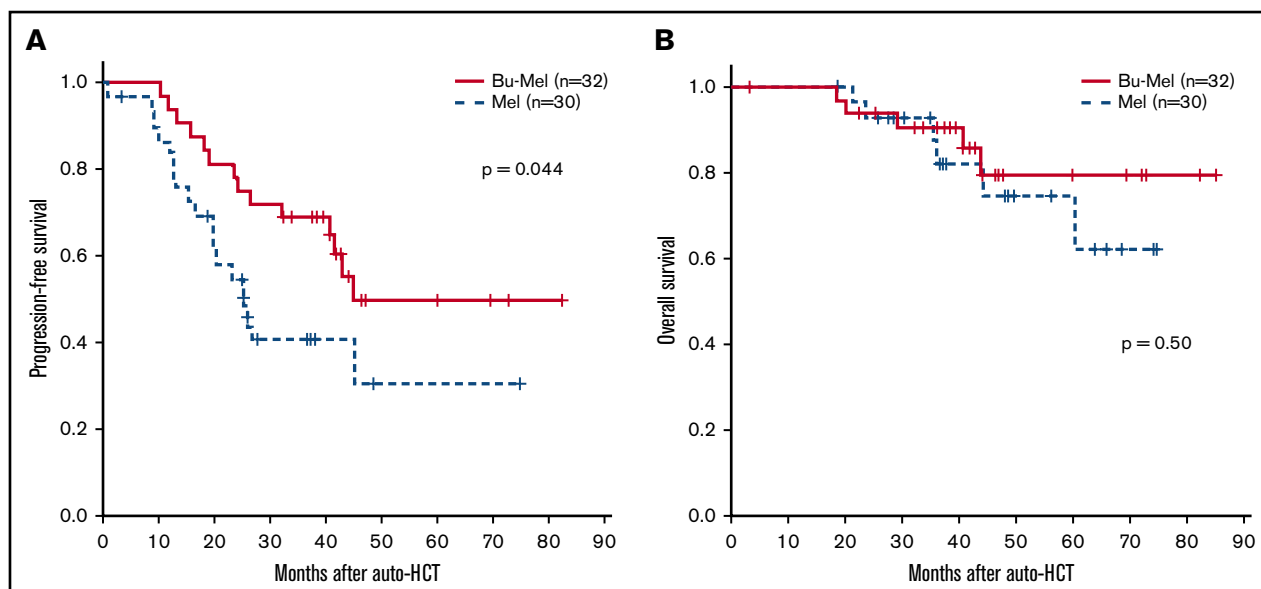 A
Progression-free survival
1.0
0.8
0.6
0.4
0.2
0.0
Bu-Mel (n=32)
Mel (n=30)
p = 0.044
0 10 20 30 40 50 60 70 80 90
Months after auto-HCT
B
Overall survival
1.0
0.8
0.6
0.4
0.2
0.0
Bu-Mel (n=32)
Mel (n=30)
p = 0.50
0 10 20 30 40 50 60 70 80 90
Months after auto-HCT